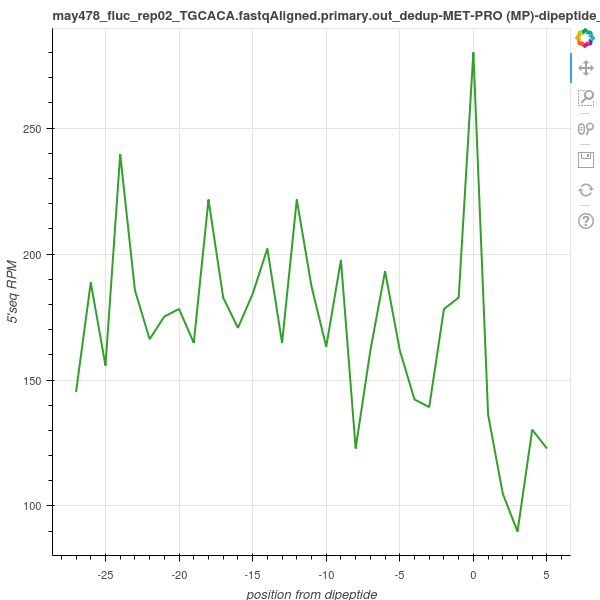 may478_fluc_rep02_TGCACA.fastqAligned.primary.out_dedup-MET-PRO (MP)-dipeptide_
250
200
150
100
5'seq RPM
-25 -20 -15 -10 -5 0 5
position from dipeptide